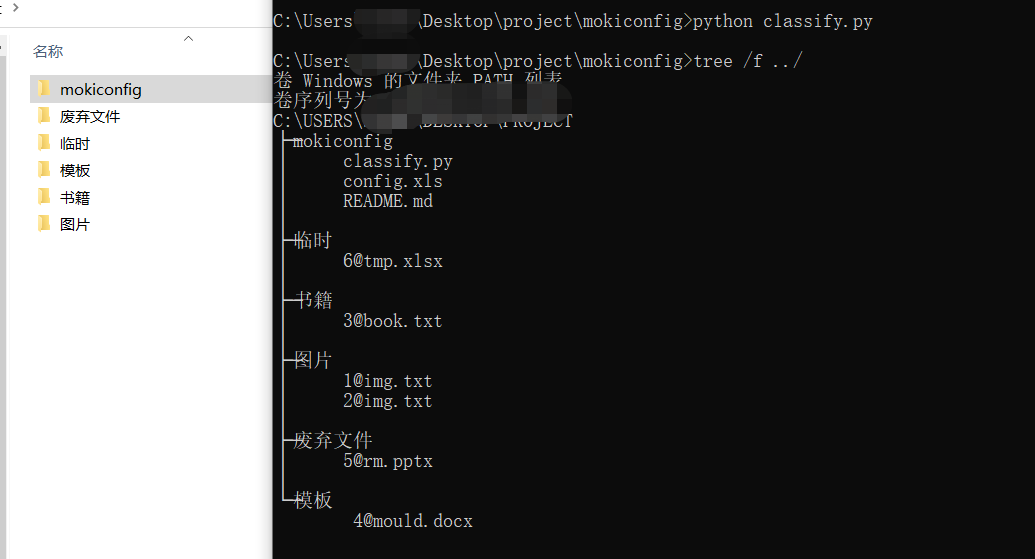 名称
mokiconfig
废弃文件
临时
模板
书籍
图片
C:\Users\Desktop\project\mokiconfig>python classify.py
C:\Users\Desktop\project\mokiconfig>tree /f ../
卷 Windows 的文件夹 PATH 列表
卷序列号为
C:\USERS\DESKTOP\PROJECT
├─mokiconfig
classify.py
config.xls
README.md
├─临时
6@tmp.xlsx
├─书籍
3@book.txt
├─图片
1@img.txt
2@img.txt
├─废弃文件
5@rm.pptx
└─模板
4@mould.docx